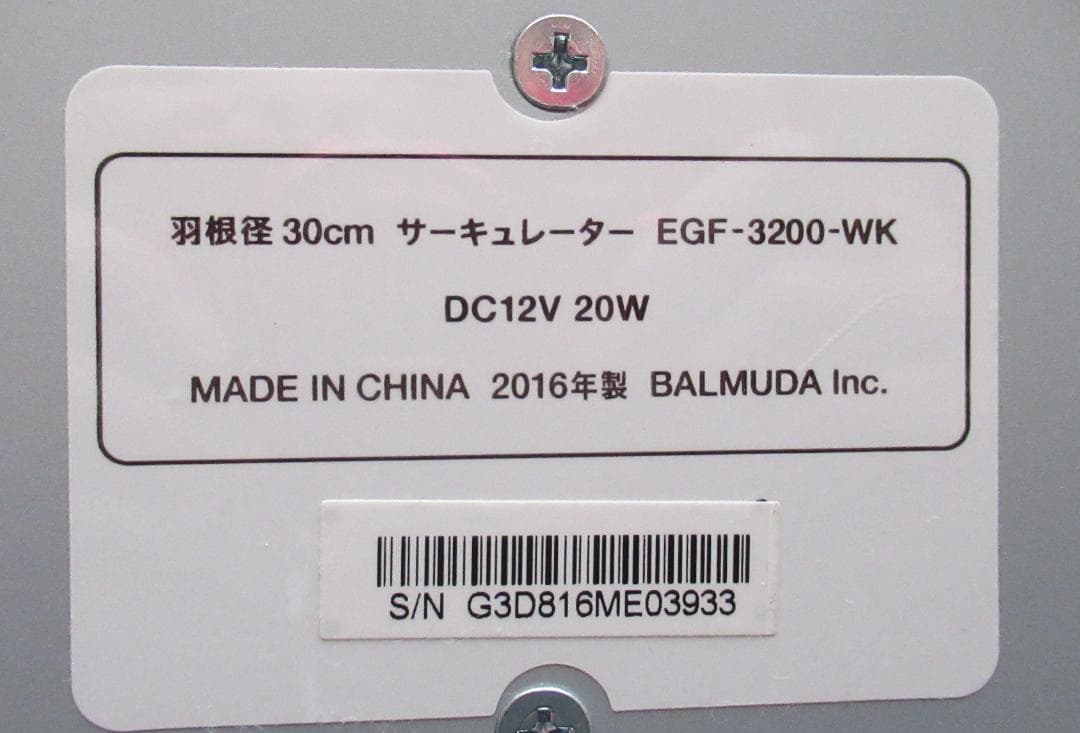 羽根径 30cm サーキュレーター EGF-3200-WK
DC12V 20W
MADE IN CHINA 2016年製 BALMUDA Inc.
S/N G3D816ME03933